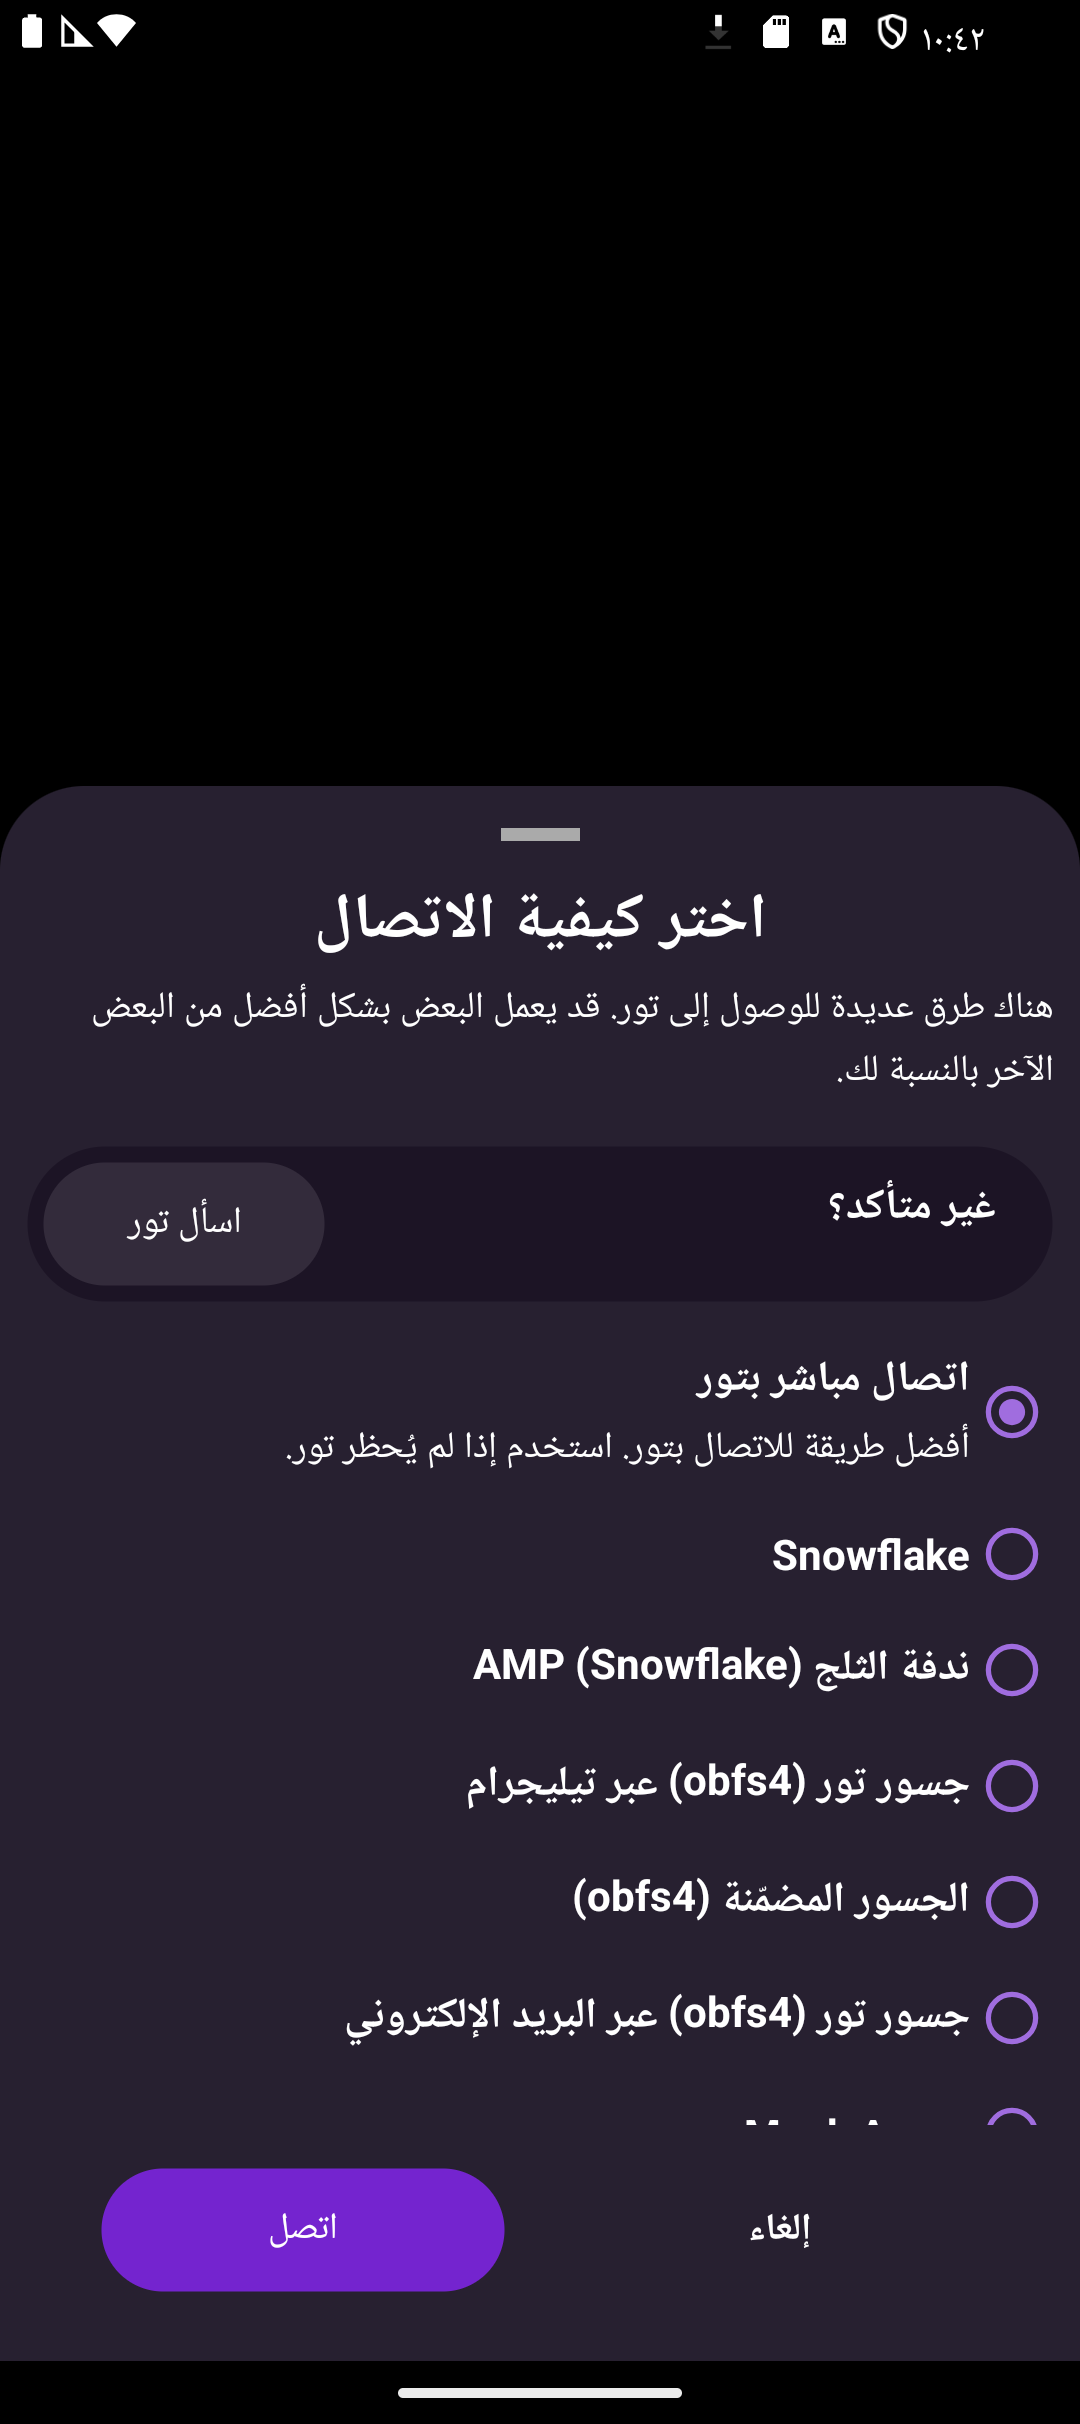 ١٠:٤٢
اختر كيفية الاتصال
هناك طرق عديدة للوصول إلى تور. قد يعمل البعض بشكل أفضل من البعض
الآخر بالنسبة لك.
غير متأكد؟
اسأل تور
اتصال مباشر بتور
أفضل طريقة للاتصال بتور. استخدم إذا لم يُحظر تور.
Snowflake
ندفة الثلج (Snowflake) AMP
جسور تور (obfs4) عبر تيليجرام
الجسور المضمّنة (obfs4)
جسور تور (obfs4) عبر البريد الإلكتروني
إلغاء
اتصل